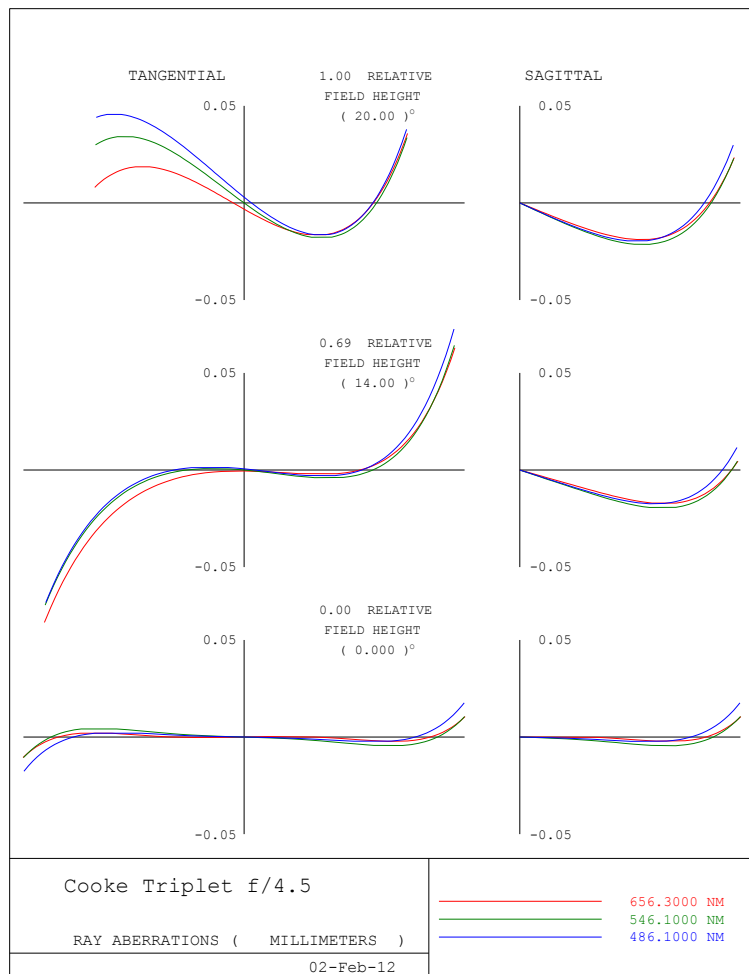 TANGENTIAL
1.00 RELATIVE
FIELD HEIGHT
( 20.00 )°
SAGITTAL
0.05
0.05
-0.05
-0.05
0.69 RELATIVE
FIELD HEIGHT
( 14.00 )°
0.05
0.05
-0.05
-0.05
0.00 RELATIVE
FIELD HEIGHT
( 0.000 )°
0.05
0.05
-0.05
-0.05
Cooke Triplet f/4.5
RAY ABERRATIONS ( MILLIMETERS )
02-Feb-12
656.3000 NM
546.1000 NM
486.1000 NM